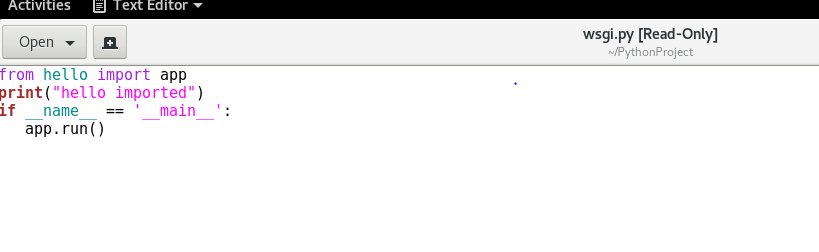 Activities Text Editor
Open wsgi.py [Read-Only]
~/PythonProject
from hello import app
print("hello imported")
if __name__ == '__main__':
   app.run()